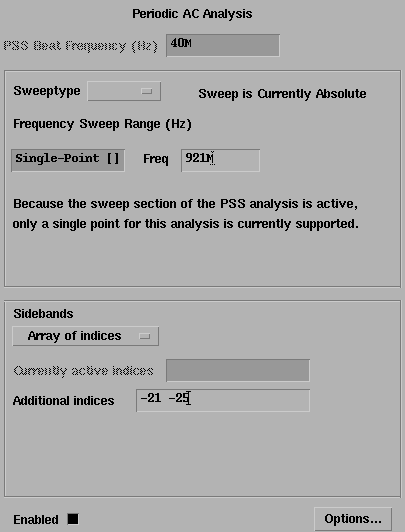 Periodic AC Analysis
PSS Beat Frequency (Hz) 40M
Sweeptype Sweep is Currently Absolute
Frequency Sweep Range (Hz)
Single-Point [] Freq 921M
Because the sweep section of the PSS analysis is active,
only a single point for this analysis is currently supported.
Sidebands
Array of indices
Currently active indices
Additional indices -21 -25
Enabled Options...